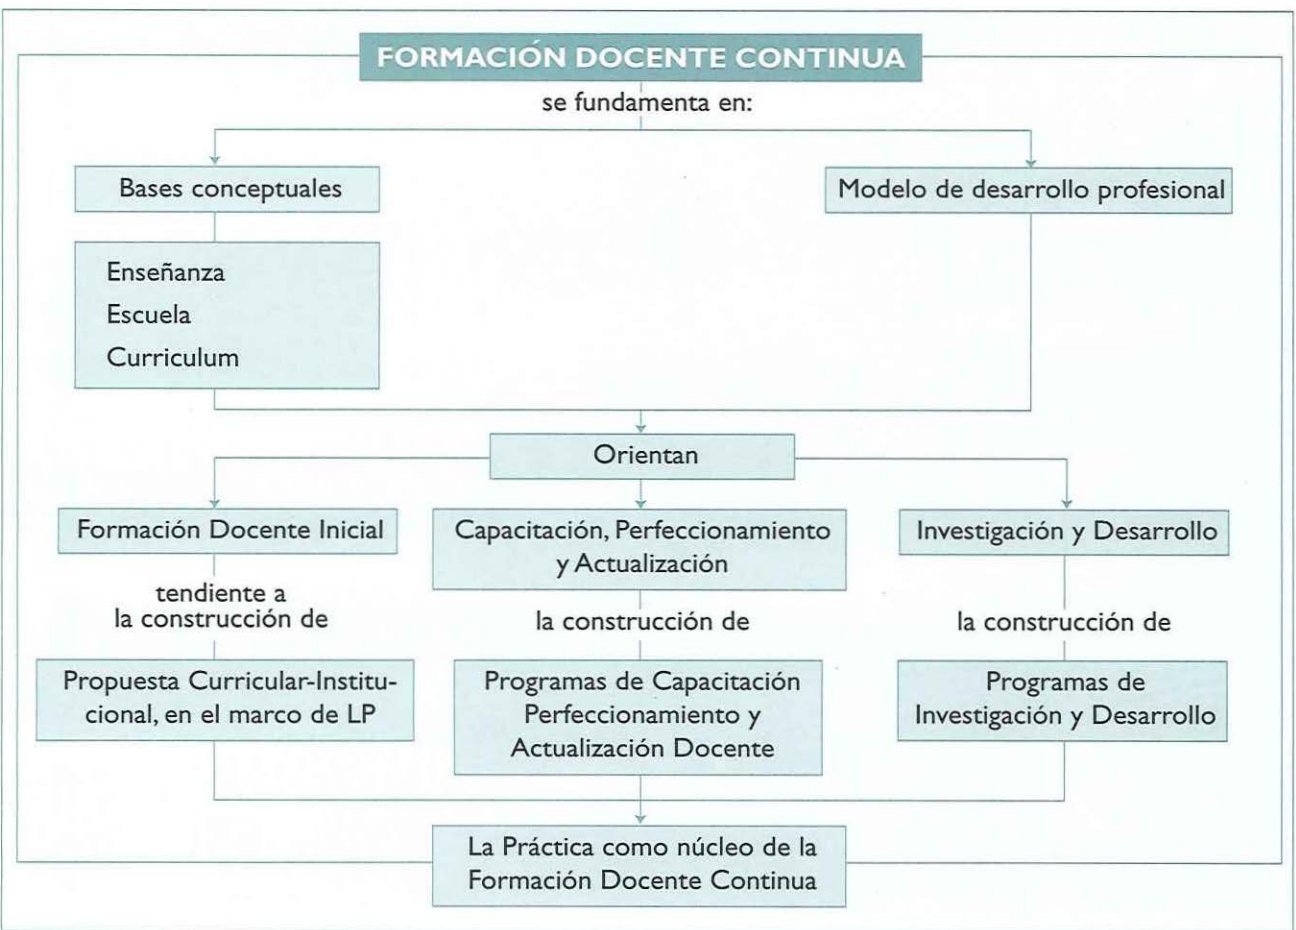 FORMACIÓN DOCENTE CONTINUA
se fundamenta en:
Bases conceptuales
Modelo de desarrollo profesional
Enseñanza
Escuela
Curriculum
Orientan
Formación Docente Inicial
Capacitación, Perfeccionamiento
y Actualización
Investigación y Desarrollo
tendiente a
la construcción de
la construcción de
la construcción de
Propuesta Curricular-Institu-
cional, en el marco de LP
Programas de Capacitación
Perfeccionamiento y
Actualización Docente
Programas de
Investigación y Desarrollo
La Práctica como núcleo de la
Formación Docente Continua